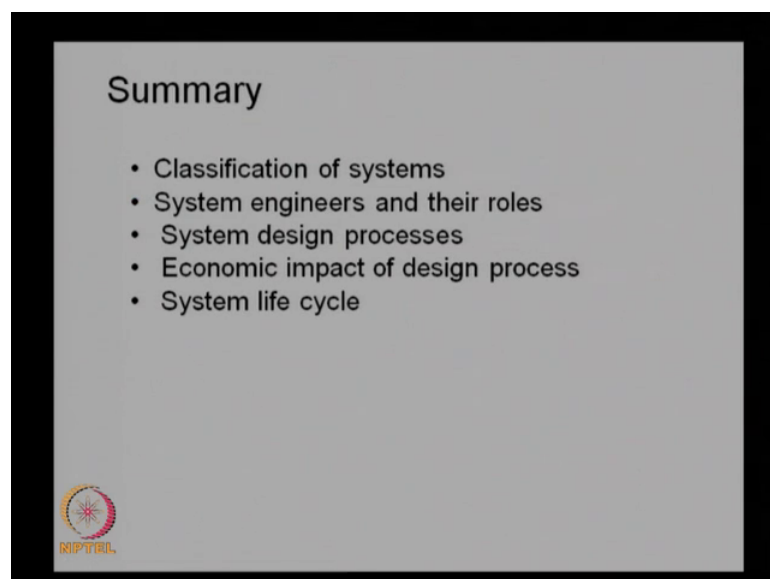 Summary
• Classification of systems
• System engineers and their roles
• System design processes
• Economic impact of design process
• System life cycle
NPTEL